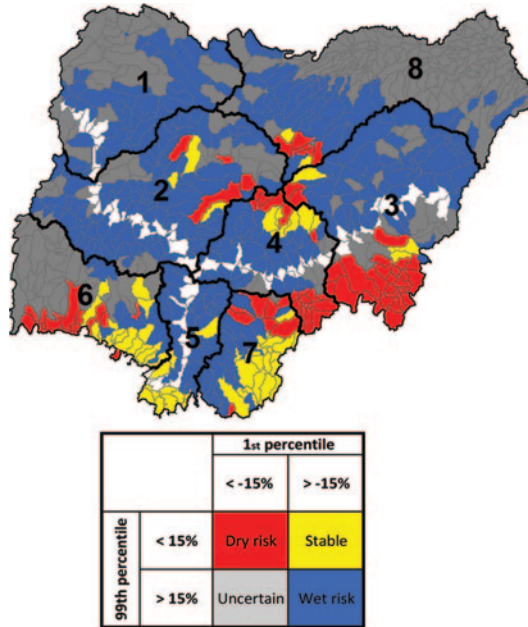 1
8
2
3
4
6
5
7
1st percentile
< -15%
> -15%
99th percentile
< 15%
Dry risk
Stable
> 15%
Uncertain
Wet risk